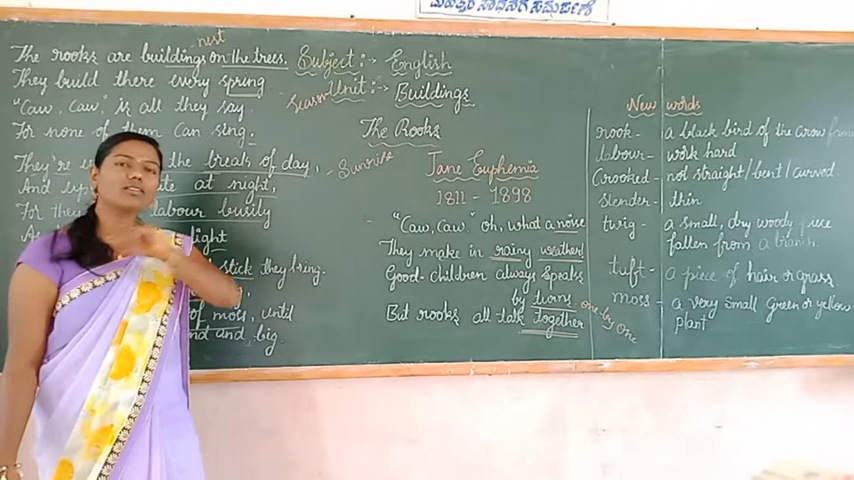 ಮತ್ತೂರ
The rooks are buildings on the trees.
nest
They build there every spring
"Caw, caw," is all they say,
For none of them can sing.
They're the break of day,
And at night,
For they labour busily
light
stick they bring.
of moss, until
and big.
Subject :-> English
Unit :-> Buildings
Season
The Rooks
Sunrise
Jane Euphemia
1811 - 1898
"Caw, Caw," oh, what a noise
They make in rainy weather!
Good-children always speaks
by turns
But rooks all talk Together
one by one
New words
rook - a black bird of the crow
labour - work hard
Crooked - not straight/bent/curved
slender - thin
twig - a small, dry woody piece
fallen from a branch.
tuft - a piece of hair or grass
moss - a very small green or yellow
plant